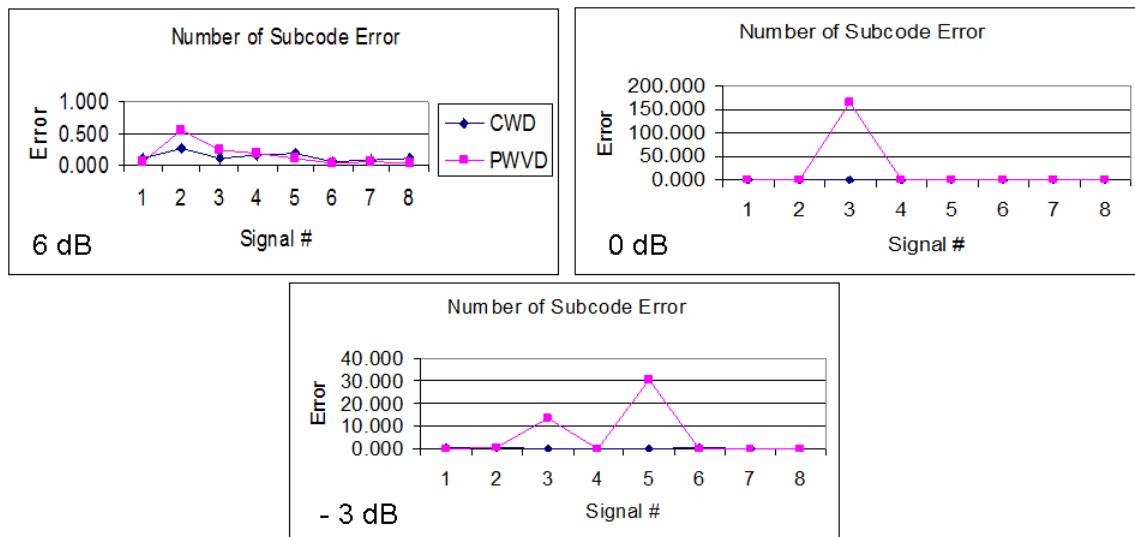 Number of Subcode Error
1.000
0.500
0.000
Error
1 2 3 4 5 6 7 8
Signal #
CWD
PWVD
6 dB
Number of Subcode Error
200.000
150.000
100.000
50.000
0.000
Error
1 2 3 4 5 6 7 8
Signal #
0 dB
Number of Subcode Error
40.000
30.000
20.000
10.000
0.000
Error
1 2 3 4 5 6 7 8
Signal #
- 3 dB